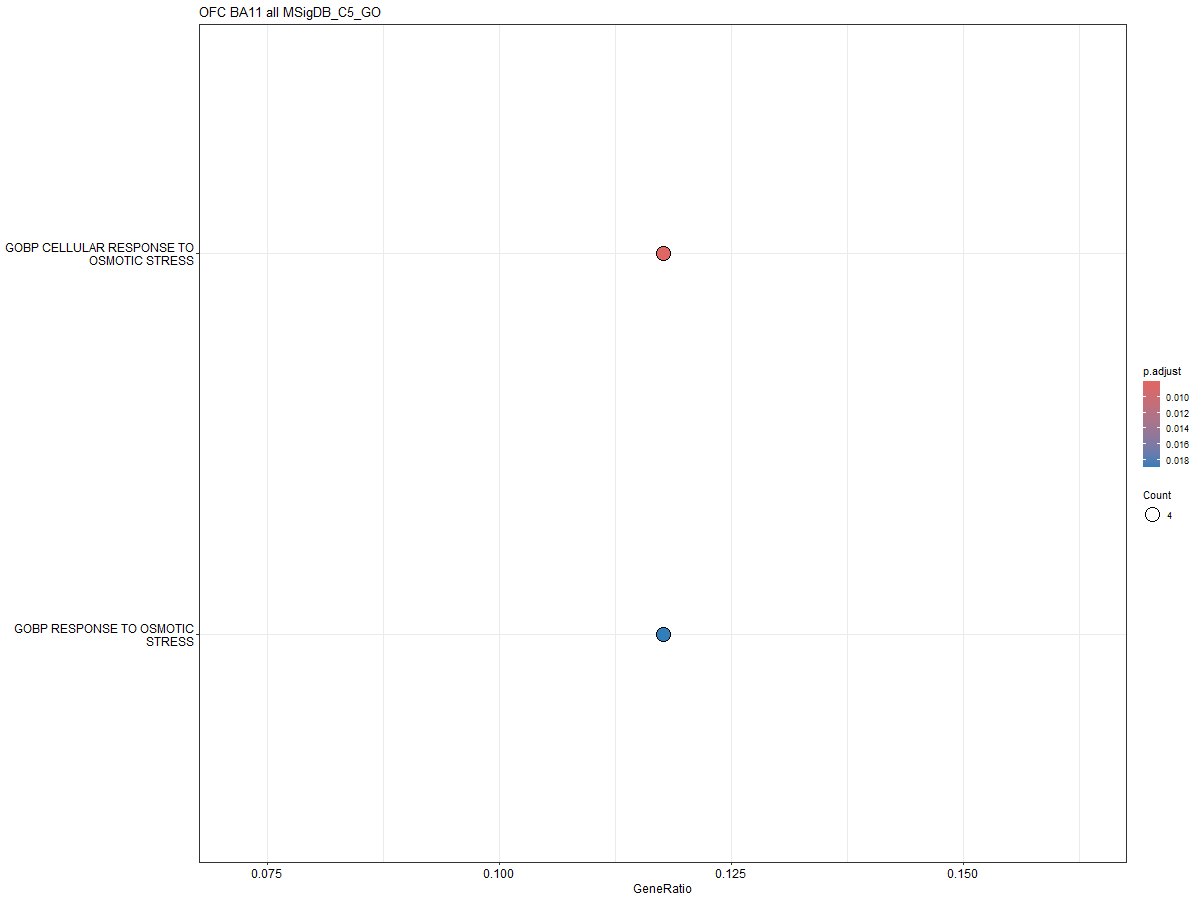 OFC BA11 all MSigDB_C5_GO
GOBP CELLULAR RESPONSE TO
OSMOTIC STRESS
GOBP RESPONSE TO OSMOTIC
STRESS
0.075
0.100
0.125
0.150
GeneRatio
p.adjust
0.010
0.012
0.014
0.016
0.018
Count
4